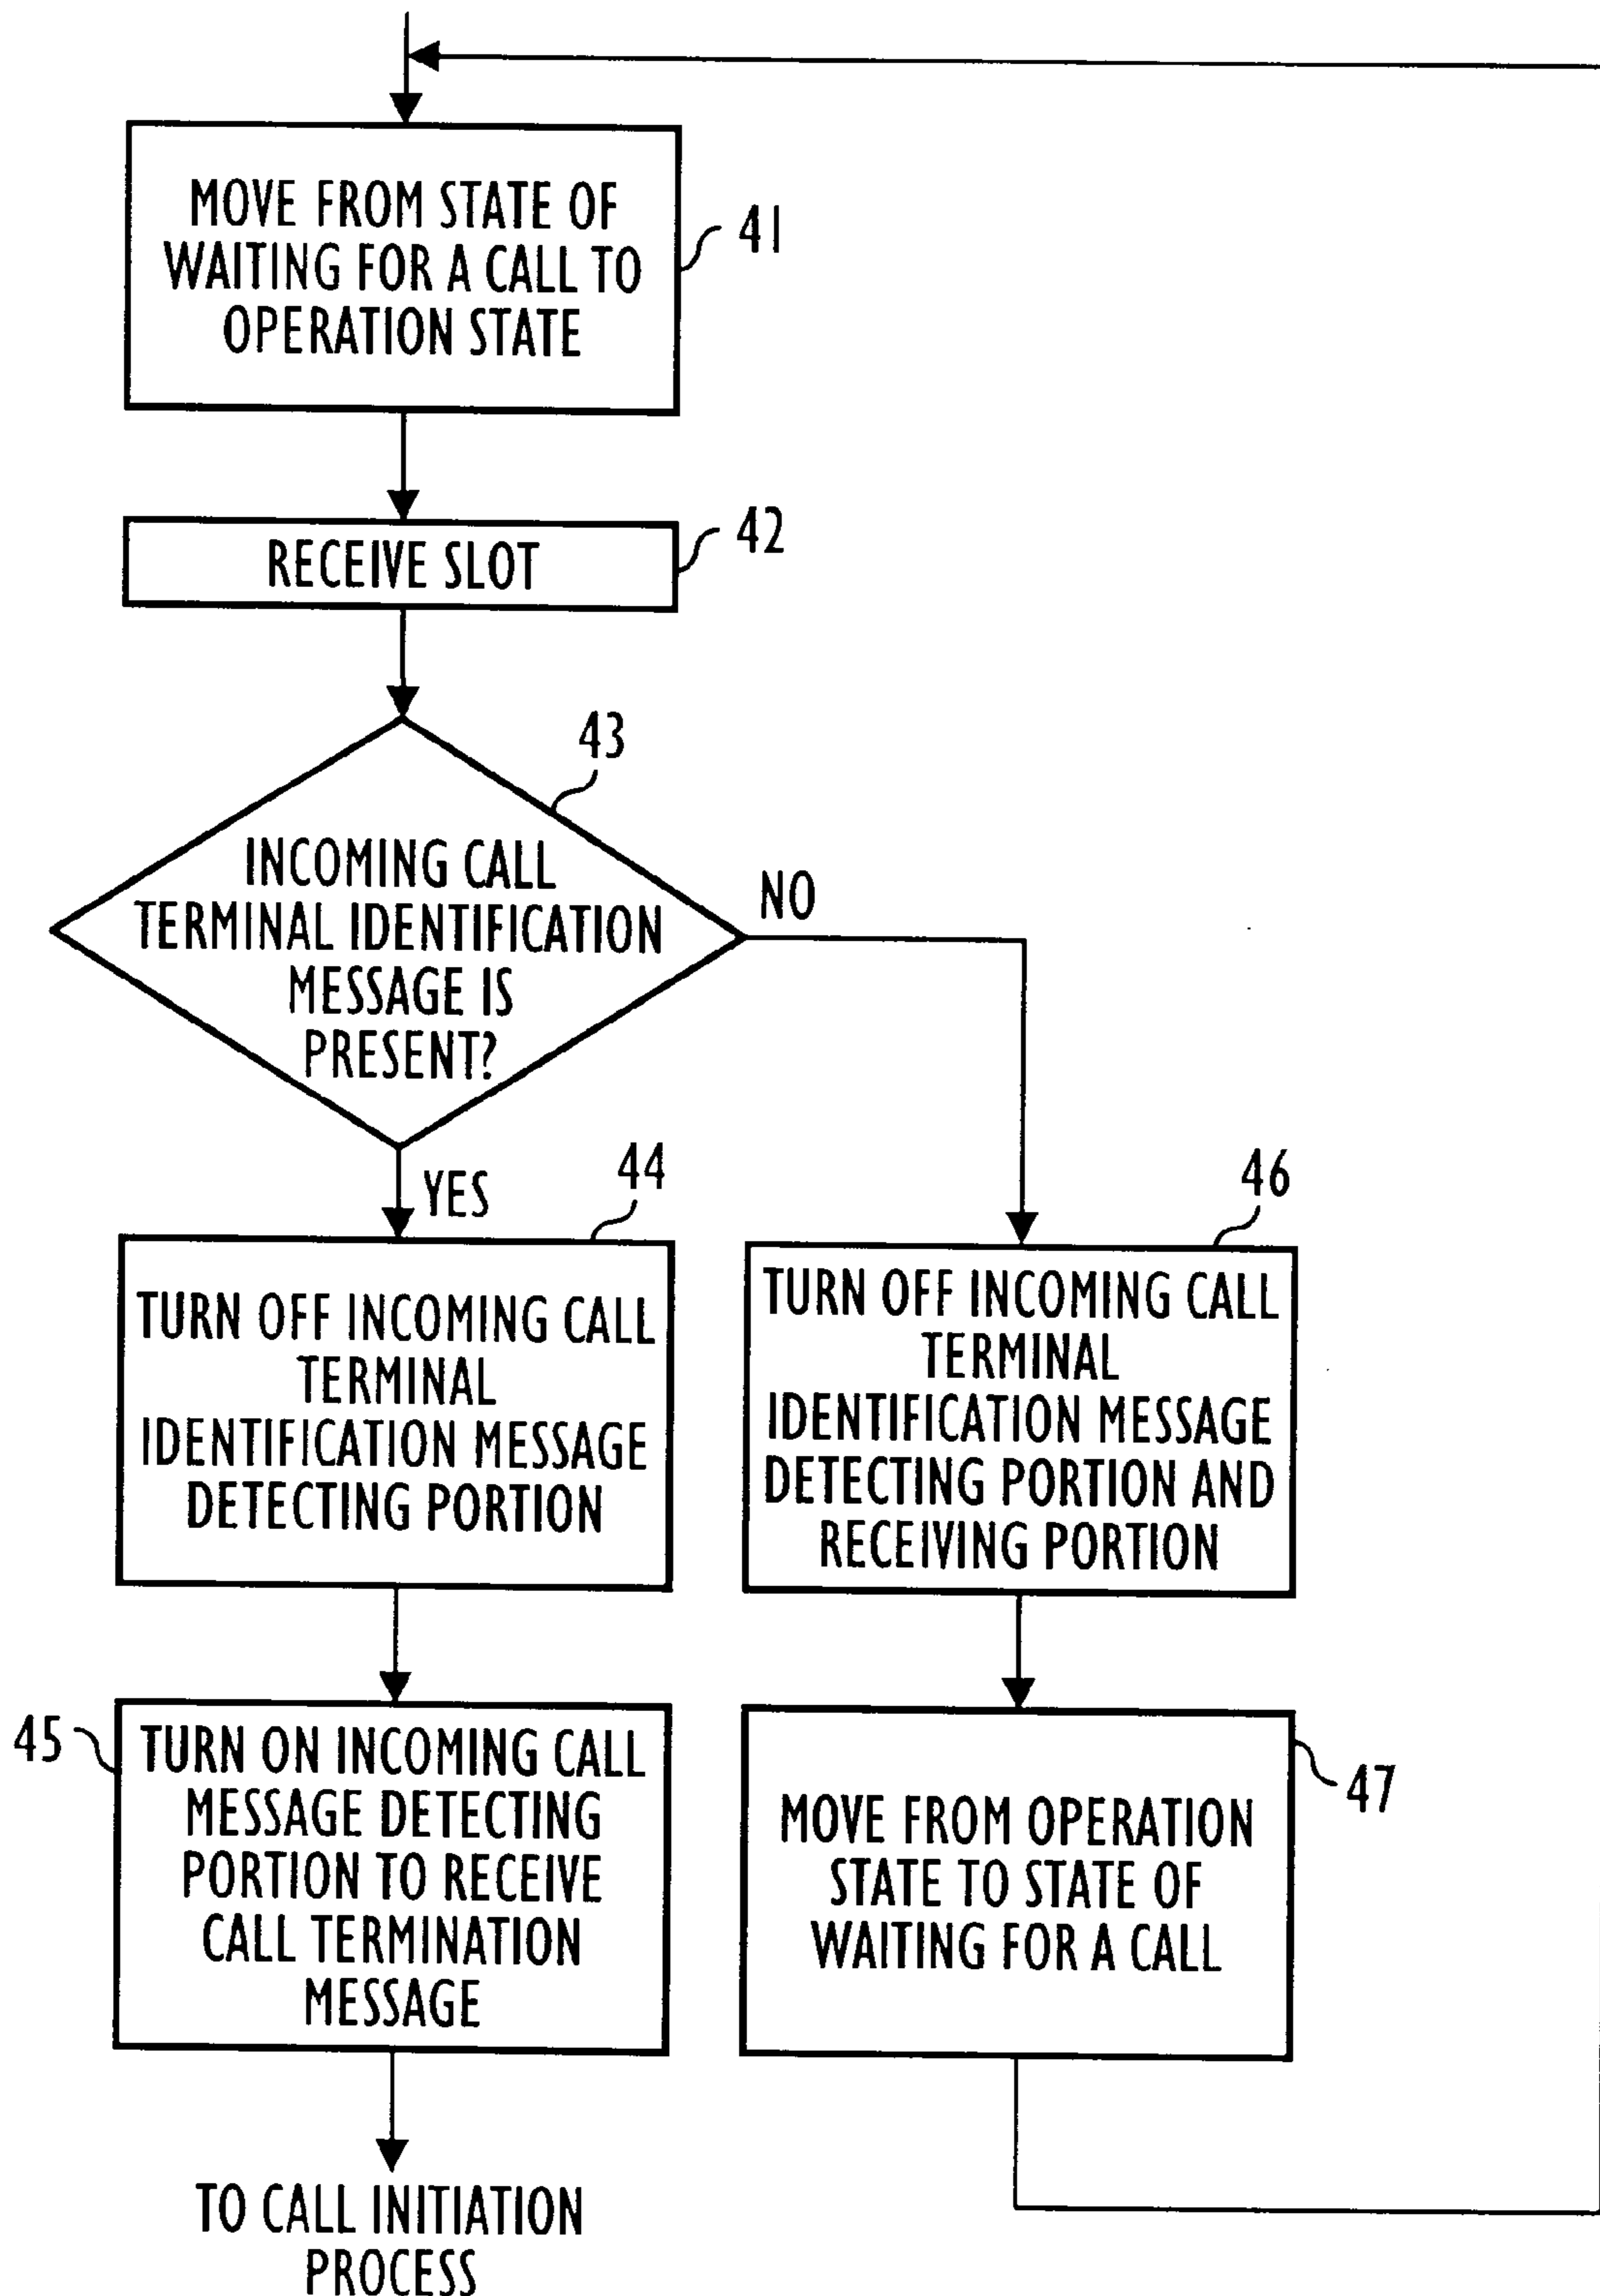 MOVE FROM STATE OF
WAITING FOR A CALL TO
OPERATION STATE
41
RECEIVE SLOT
42
43
INCOMING CALL
TERMINAL IDENTIFICATION
MESSAGE IS
PRESENT?
NO
YES
44
TURN OFF INCOMING CALL
TERMINAL
IDENTIFICATION MESSAGE
DETECTING PORTION
46
TURN OFF INCOMING CALL
TERMINAL
IDENTIFICATION MESSAGE
DETECTING PORTION AND
RECEIVING PORTION
45
TURN ON INCOMING CALL
MESSAGE DETECTING
PORTION TO RECEIVE
CALL TERMINATION
MESSAGE
47
MOVE FROM OPERATION
STATE TO STATE OF
WAITING FOR A CALL
TO CALL INITIATION
PROCESS